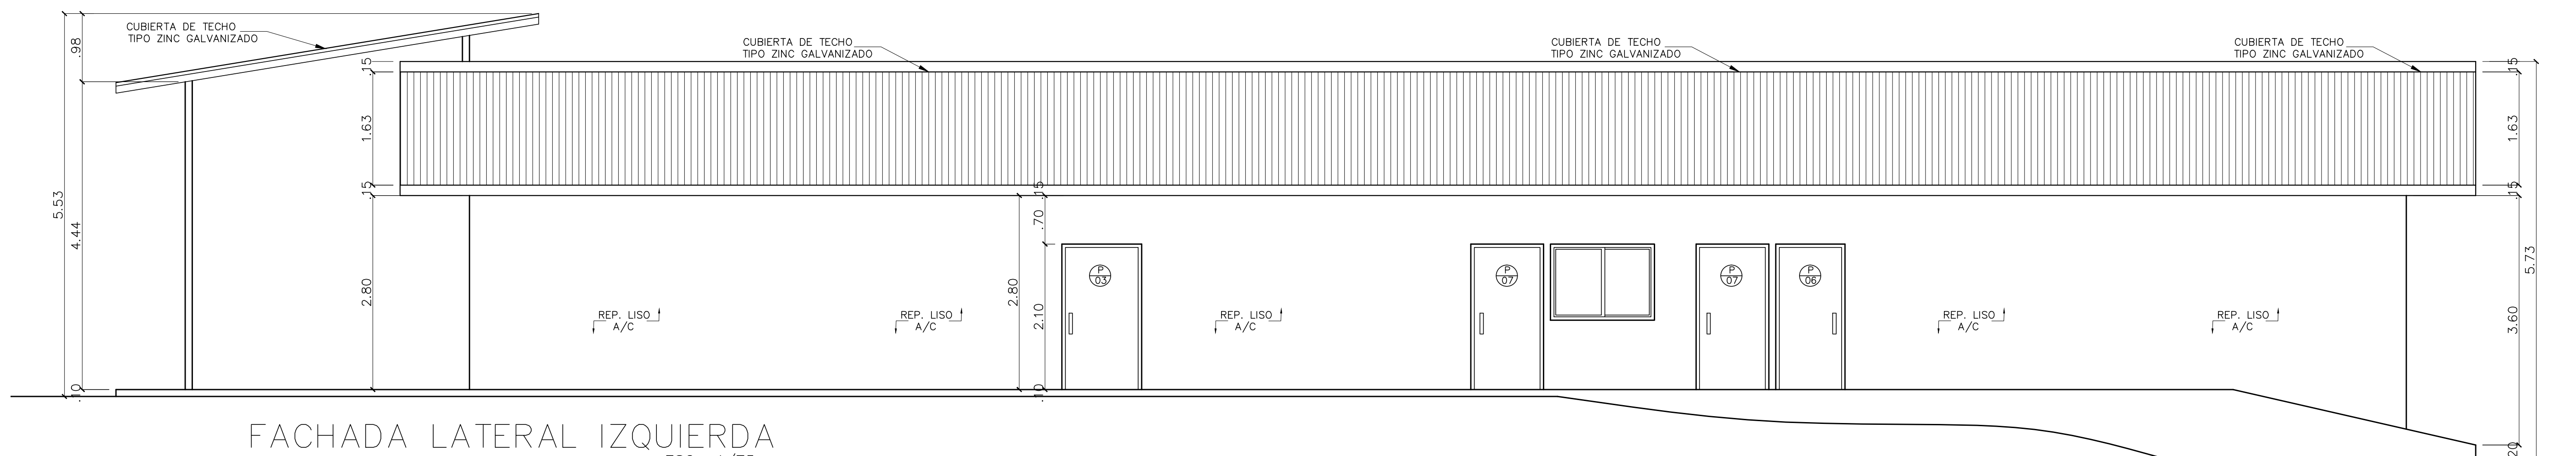 CUBIERTA DE TECHO
TIPO ZINC GALVANIZADO
CUBIERTA DE TECHO
TIPO ZINC GALVANIZADO
CUBIERTA DE TECHO
TIPO ZINC GALVANIZADO
CUBIERTA DE TECHO
TIPO ZINC GALVANIZADO
.98
.15
.15
1.63
1.63
.15
.15
.15
5.53
4.44
.70
5.73
2.80
2.80
2.10
3.60
P
03
P
07
P
07
P
06
REP. LISO
A/C
REP. LISO
A/C
REP. LISO
A/C
REP. LISO
A/C
REP. LISO
A/C
.10
.10
FACHADA LATERAL IZQUIERDA